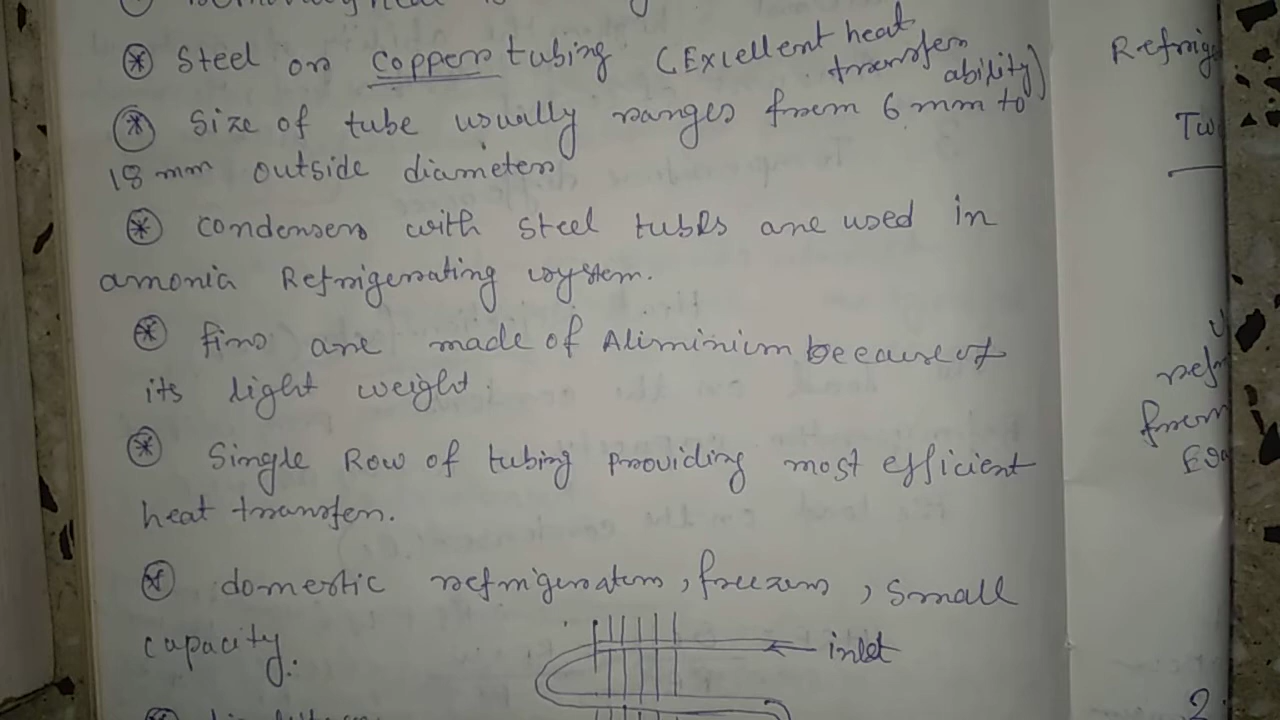 * Steel or copper tubing (Excellent heat
transfer
ability)
* Size of tube usually ranges from 6 mm to
18 mm outside diameter
* condensers with steel tubes are used in
amonia Refrigerating system.
* fins are made of Aliminium beecause of
its light weight.
* Single Row of tubing providing most efficient
heat transfer.
* domestic refrigerators, freezers, small
capacity.
inlet
Refrig
Tw
refr
from
2.